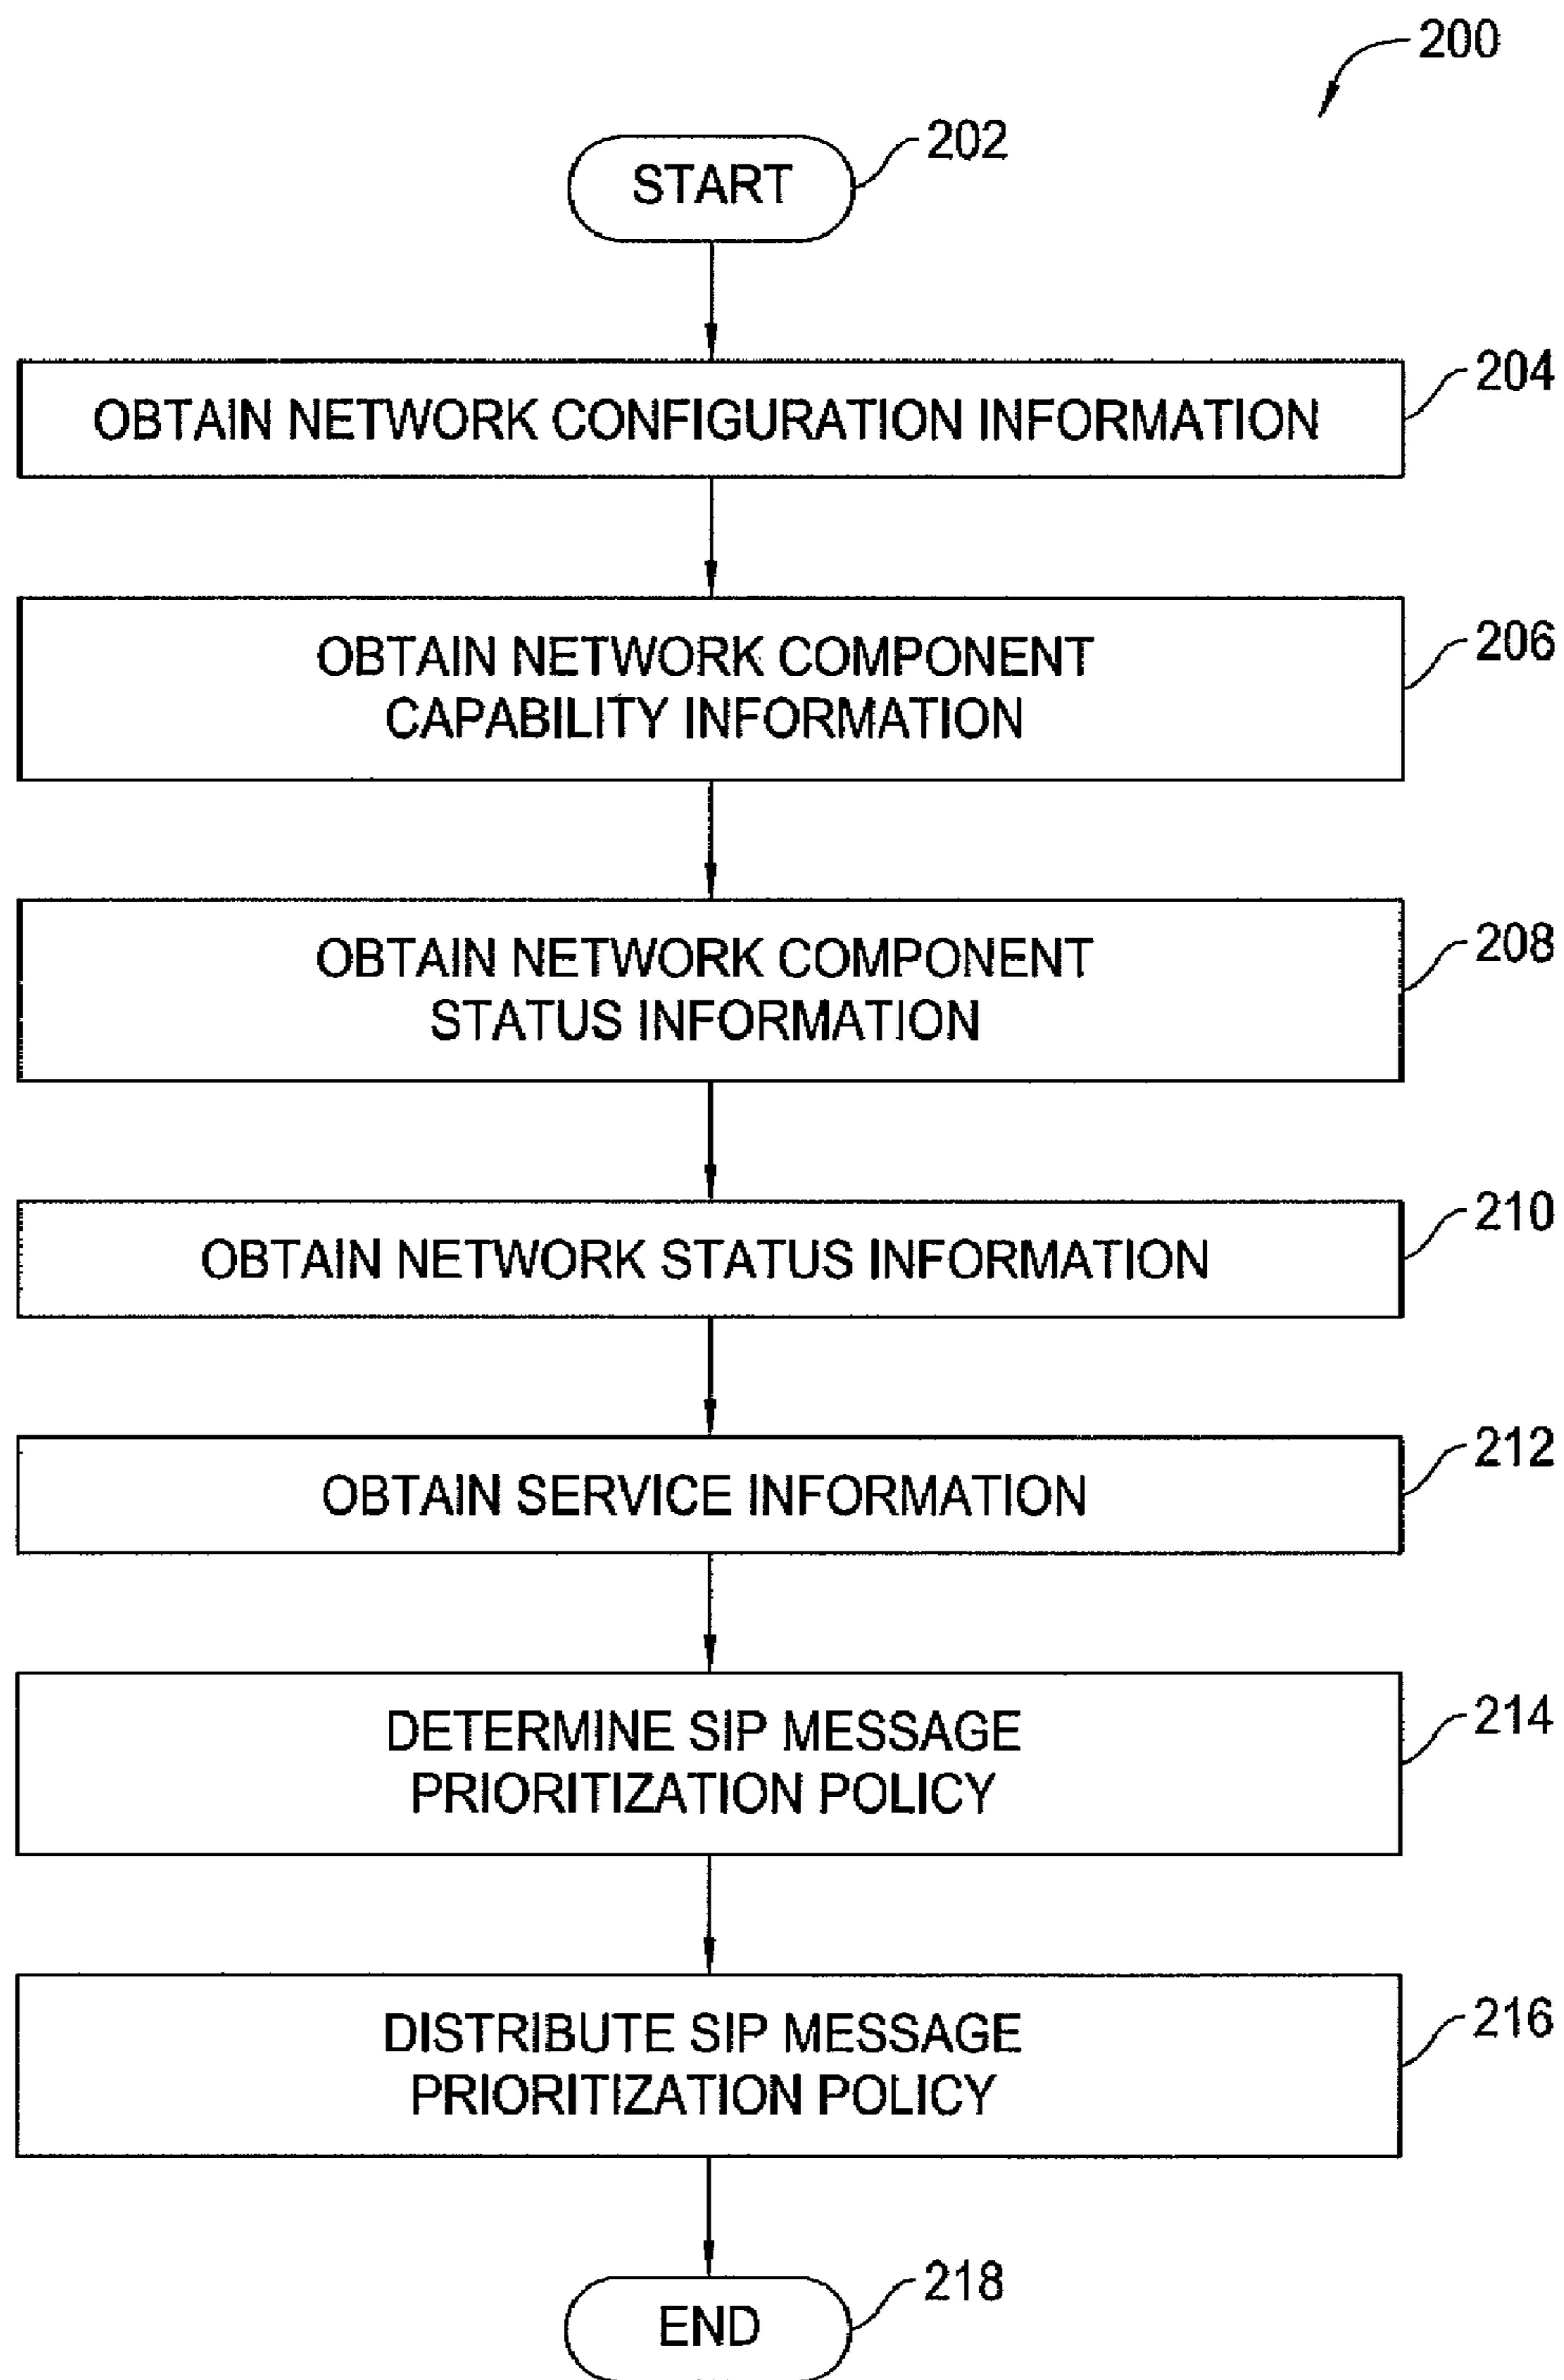 200
START
202
OBTAIN NETWORK CONFIGURATION INFORMATION
204
OBTAIN NETWORK COMPONENT
CAPABILITY INFORMATION
206
OBTAIN NETWORK COMPONENT
STATUS INFORMATION
208
OBTAIN NETWORK STATUS INFORMATION
210
OBTAIN SERVICE INFORMATION
212
DETERMINE SIP MESSAGE
PRIORITIZATION POLICY
214
DISTRIBUTE SIP MESSAGE
PRIORITIZATION POLICY
216
END
218